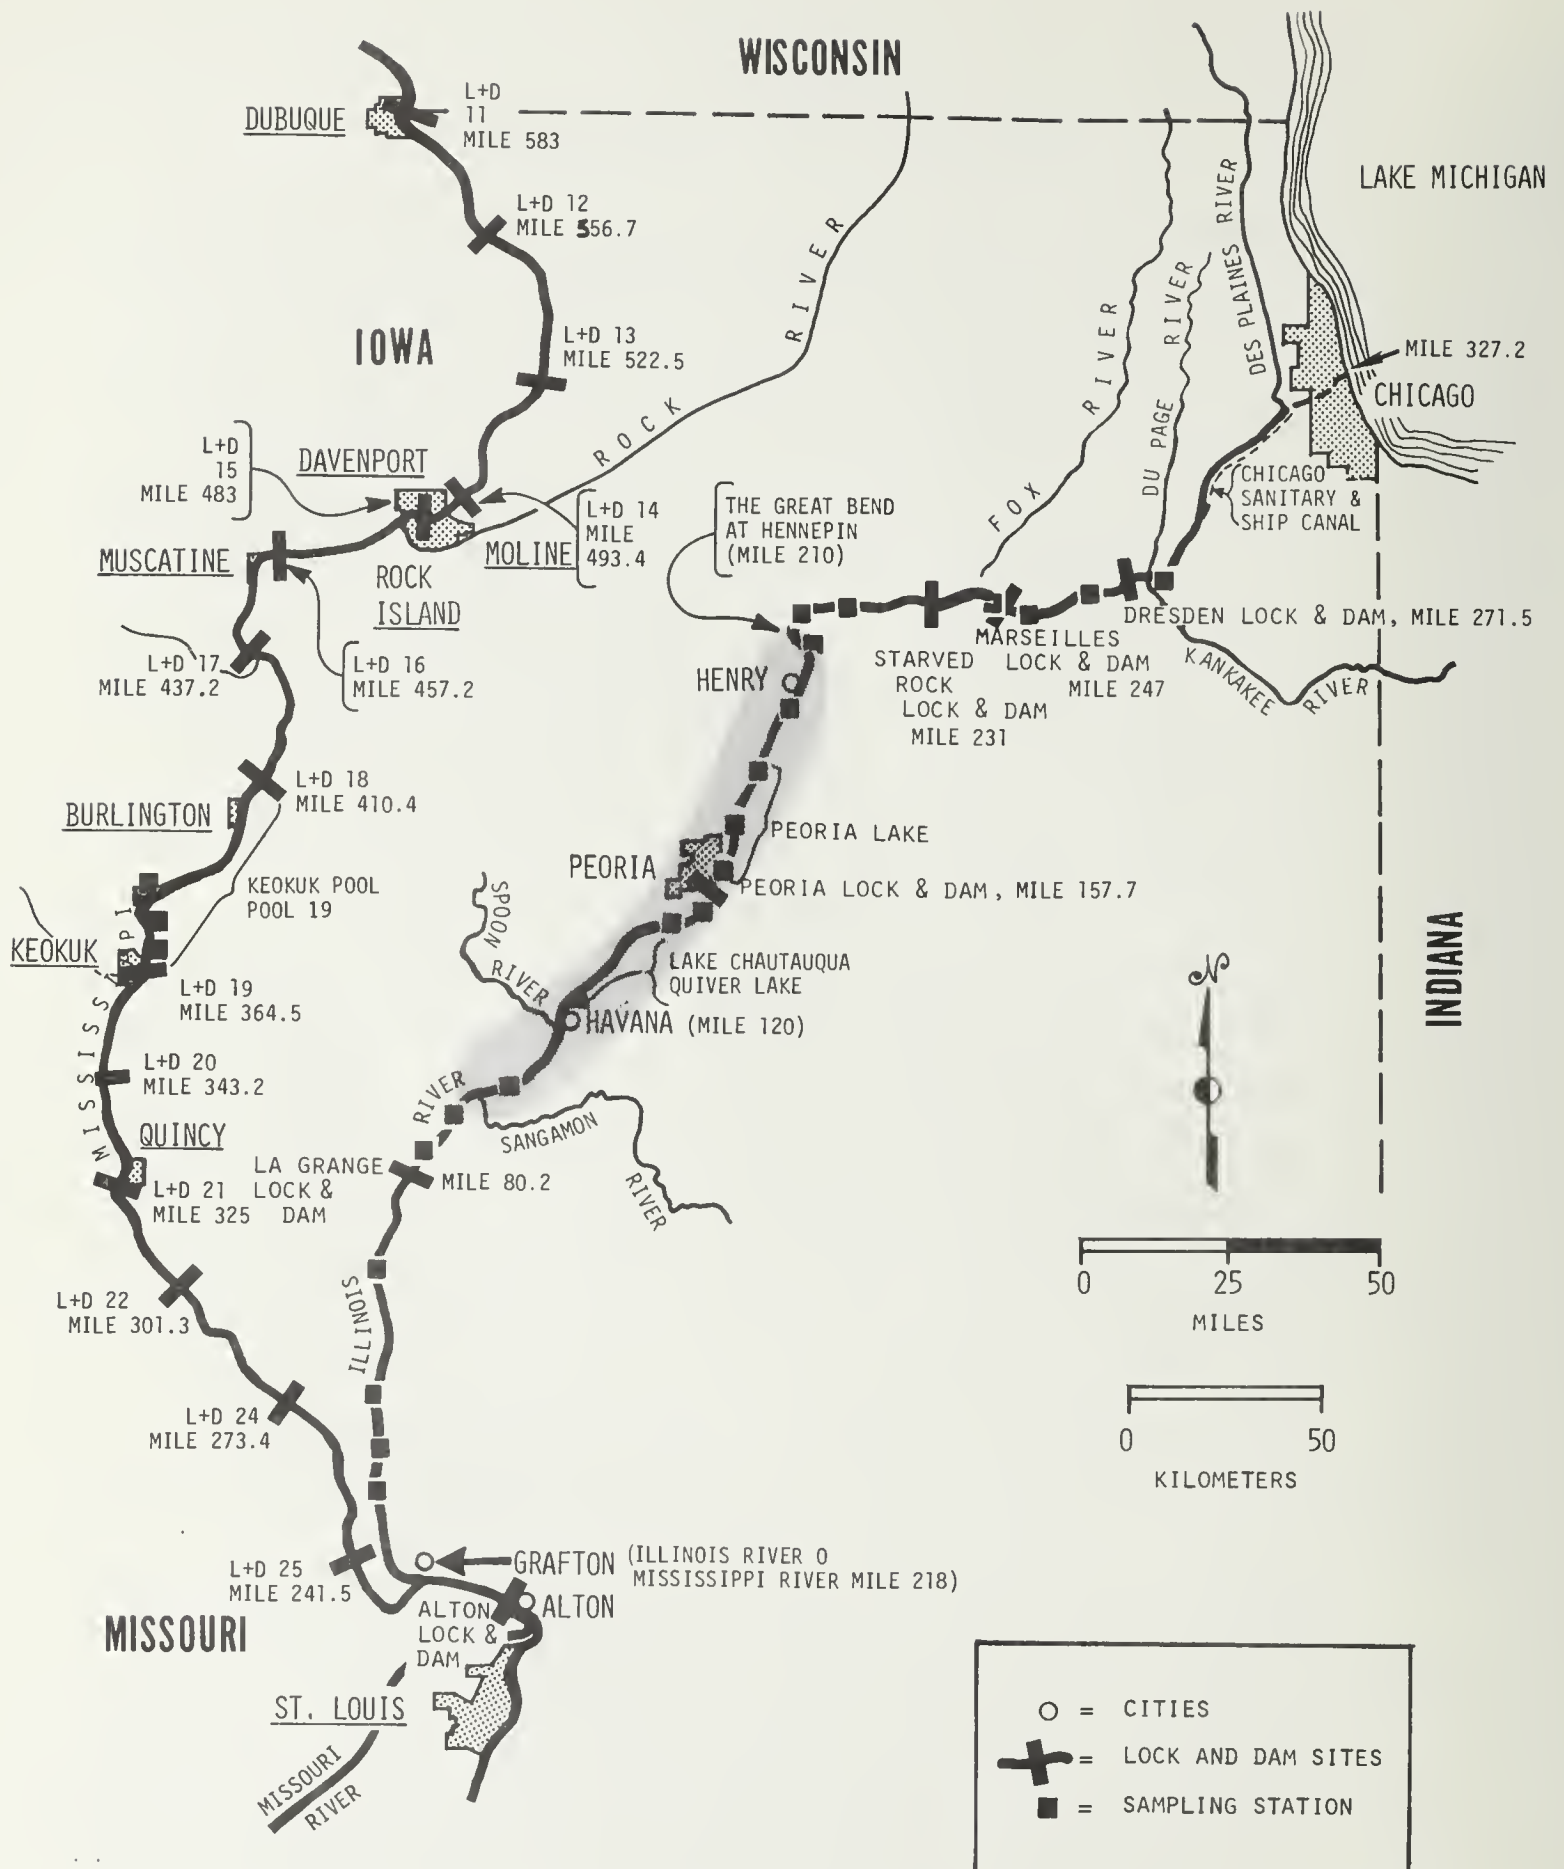 WISCONSIN
DUBUQUE
L+D
11
MILE 583
LAKE MICHIGAN
L+D 12
MILE 556.7
IOWA
L+D 13
MILE 522.5
ROCK RIVER
FOX RIVER
DU PAGE RIVER
DES PLAINES RIVER
MILE 327.2
CHICAGO
L+D
15
MILE 483
DAVENPORT
CHICAGO
SANITARY &
SHIP CANAL
L+D 14
MILE
493.4
THE GREAT BEND
AT HENNEPIN
(MILE 210)
MUSCATINE
MOLINE
ROCK
ISLAND
DRESDEN LOCK & DAM, MILE 271.5
MARSEILLES
LOCK & DAM
MILE 247
STARVED
ROCK
LOCK & DAM
MILE 231
KANKAKEE RIVER
L+D 17
MILE 437.2
L+D 16
MILE 457.2
HENRY
L+D 18
MILE 410.4
BURLINGTON
PEORIA LAKE
PEORIA
PEORIA LOCK & DAM, MILE 157.7
KEOKUK POOL
POOL 19
SPOON RIVER
KEOKUK
LAKE CHAUTAUQUA
QUIVER LAKE
INDIANA
N
L+D 19
MILE 364.5
HAVANA (MILE 120)
MISSISSIPPI
L+D 20
MILE 343.2
RIVER
SANGAMON RIVER
QUINCY
LA GRANGE
LOCK &
DAM
MILE 80.2
L+D 21
MILE 325
ILLINOIS
0 25 50
MILES
L+D 22
MILE 301.3
0 50
KILOMETERS
L+D 24
MILE 273.4
L+D 25
MILE 241.5
GRAFTON (ILLINOIS RIVER 0
MISSISSIPPI RIVER MILE 218)
ALTON
ALTON
LOCK &
DAM
MISSOURI
ST. LOUIS
MISSOURI
RIVER
= CITIES
= LOCK AND DAM SITES
= SAMPLING STATION